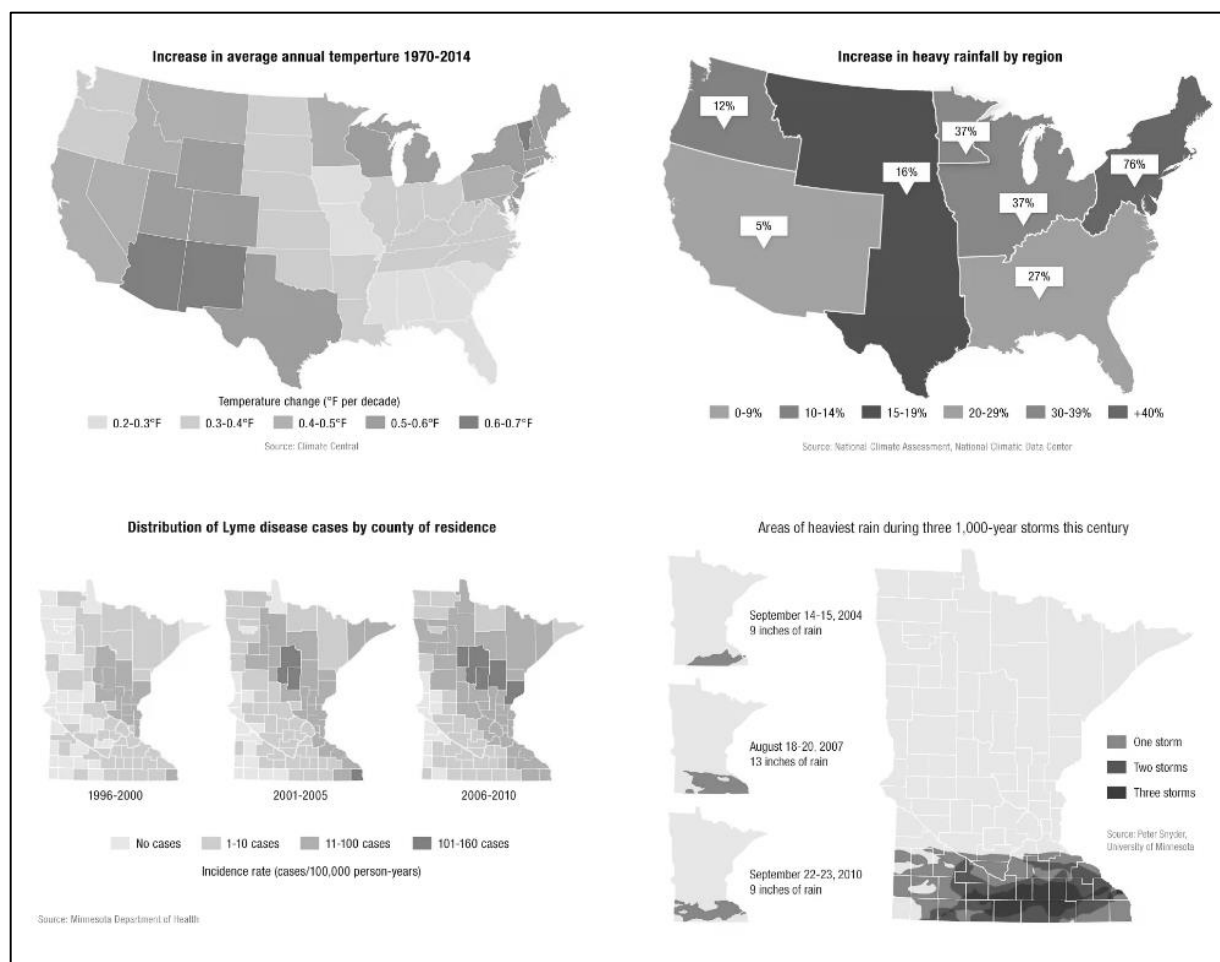 Increase in average annual temperture 1970-2014
Temperature change (°F per decade)
0.2-0.3°F 0.3-0.4°F 0.4-0.5°F 0.5-0.6°F 0.6-0.7°F
Source: Climate Central
Increase in heavy rainfall by region
12%
37%
76%
16%
37%
5%
27%
0-9% 10-14% 15-19% 20-29% 30-39% +40%
Source: National Climate Assessment, National Climatic Data Center
Distribution of Lyme disease cases by county of residence
1996-2000 2001-2005 2006-2010
No cases 1-10 cases 11-100 cases 101-160 cases
Incidence rate (cases/100,000 person-years)
Source: Minnesota Department of Health
Areas of heaviest rain during three 1,000-year storms this century
September 14-15, 2004
9 inches of rain
August 18-20, 2007
13 inches of rain
September 22-23, 2010
9 inches of rain
One storm
Two storms
Three storms
Source: Peter Snyder,
University of Minnesota